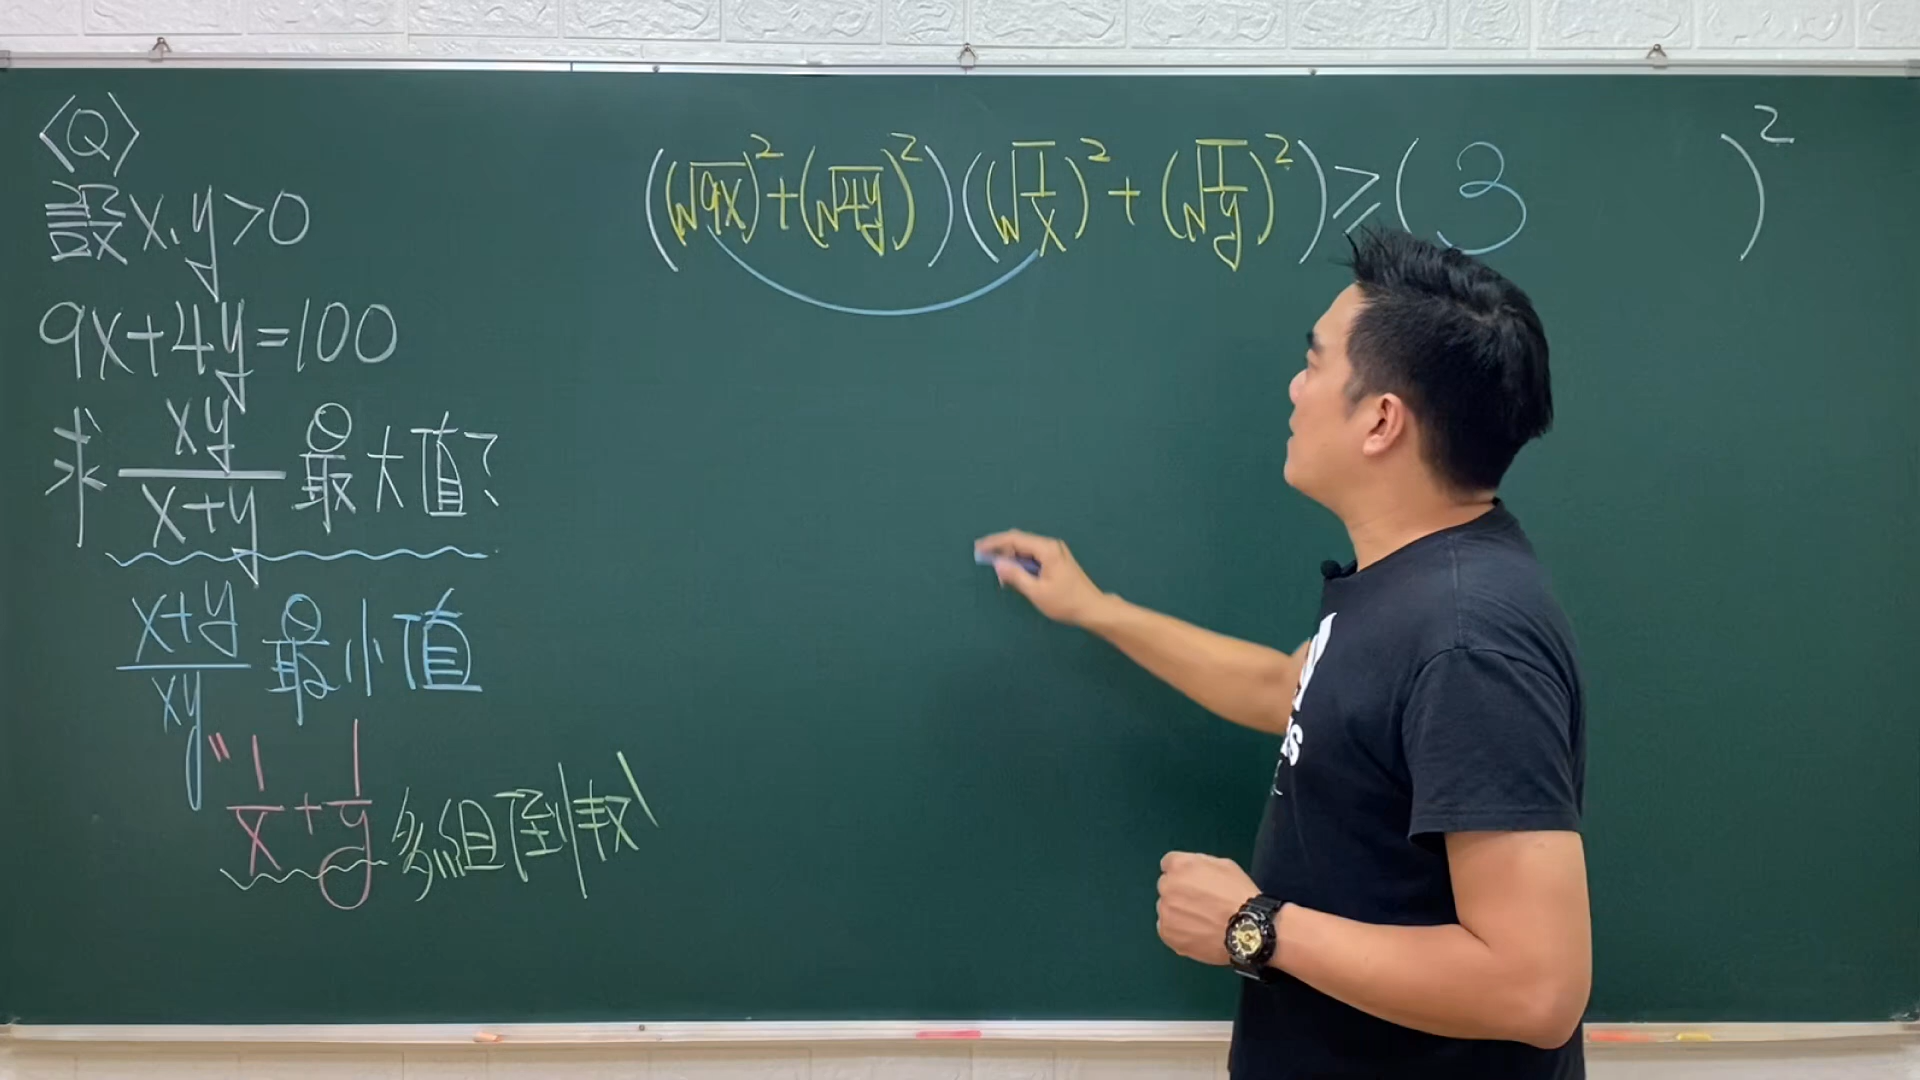 〈Q〉
設x,y>0
9x+4y=100
求 xy/(x+y) 最大值?
(x+y)/xy 最小值
" 1/x+1/y 多組倒數
((√9x)²+(√4y)²)((√1/x)²+(√1/y)²)≥(3 )²